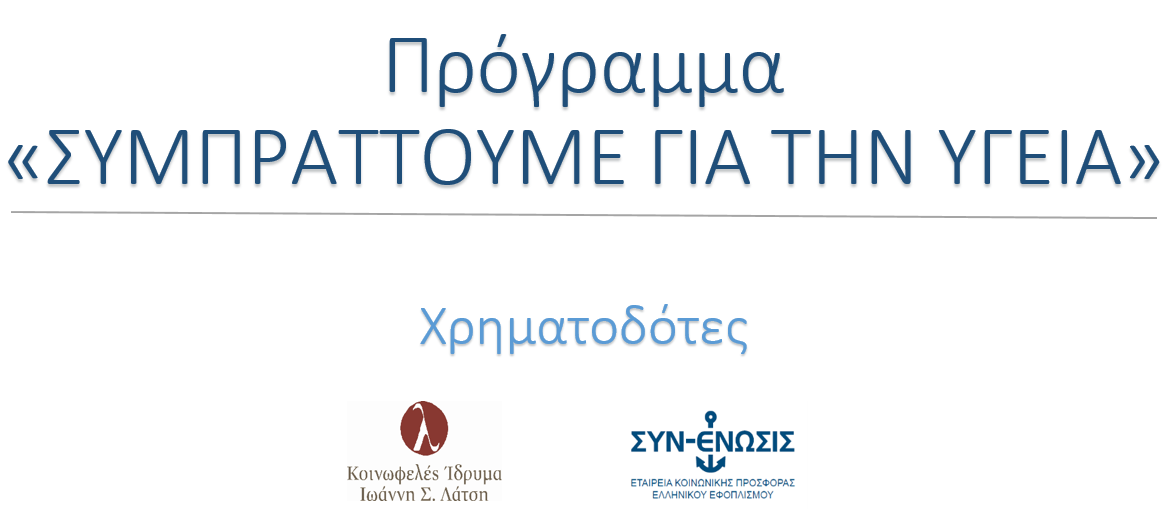 Πρόγραμμα
«ΣΥΜΠΡΑΤΤΟΥΜΕ ΓΙΑ ΤΗΝ ΥΓΕΙΑ»
Χρηματοδότες
Κοινωφελές Ίδρυμα
Ιωάννη Σ. Λάτση
ΣΥΝ-ΕΝΩΣΙΣ
ΕΤΑΙΡΕΙΑ ΚΟΙΝΩΝΙΚΗΣ ΠΡΟΣΦΟΡΑΣ
ΕΛΛΗΝΙΚΟΥ ΕΦΟΠΛΙΣΜΟΥ